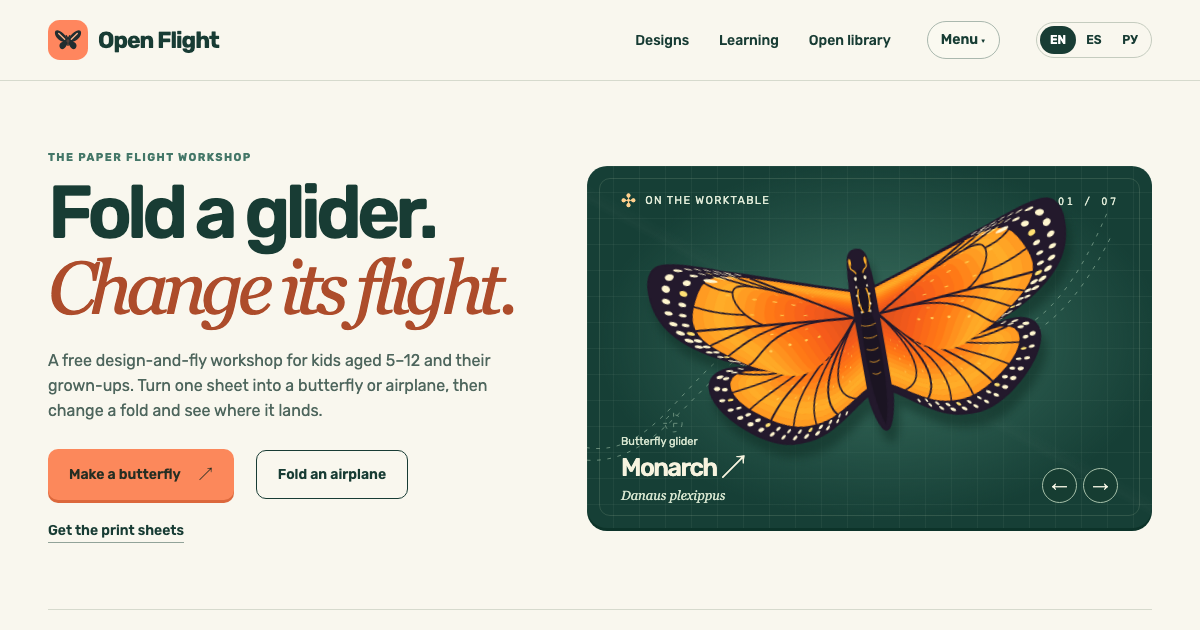 Open Flight
Designs
Learning
Open library
Menu
EN
ES
РУ
THE PAPER FLIGHT WORKSHOP
Fold a glider.
Change its flight.
A free design-and-fly workshop for kids aged 5–12 and their
grown-ups. Turn one sheet into a butterfly or airplane, then
change a fold and see where it lands.
Make a butterfly ↗
Fold an airplane
Get the print sheets
ON THE WORKTABLE
01 / 07
Butterfly glider
Monarch ↗
Danaus plexippus
← →